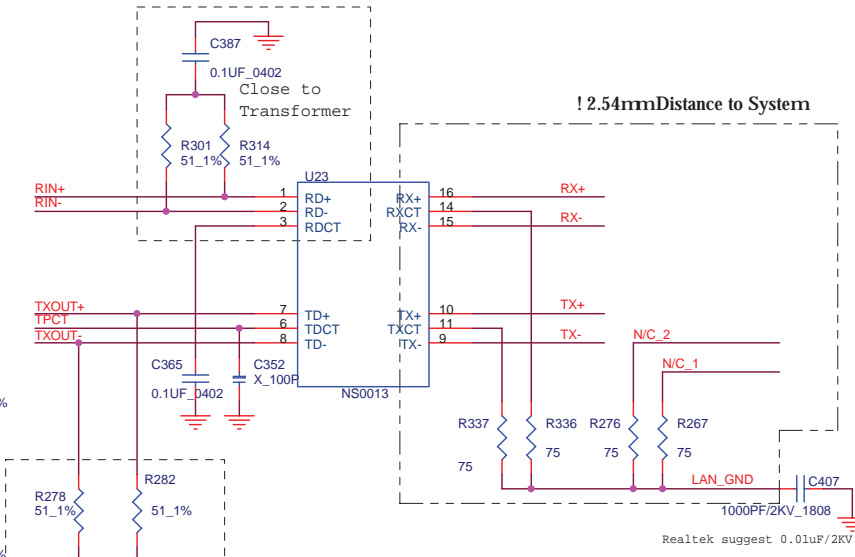 C387
0.1UF_0402
Close to
Transformer
! 2.54mmDistance to System
R301
51_1%
R314
51_1%
U23
RIN+
RIN-
1
2
3
RD+
RD-
RDCT
RX+
RXCT
RX-
16
14
15
RX+
RX-
TXOUT+
TPCT
TXOUT-
7
6
8
TD+
TDCT
TD-
TX+
TXCT
TX-
10
11
9
TX+
TX-
N/C_2
N/C_1
C365
0.1UF_0402
C352
X_100P
NS0013
%
R337
75
R336
75
R276
75
R267
75
LAN_GND
C407
1000PF/2KV_1808
Realtek suggest 0.01uF/2KV
R278
51_1%
R282
51_1%
%